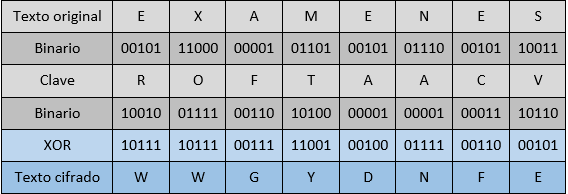 Texto original E X A M E N E S
Binario 00101 11000 00001 01101 00101 01110 00101 10011
Clave R O F T A A C V
Binario 10010 01111 00110 10100 00001 00001 00011 10110
XOR 10111 10111 00111 11001 00100 01111 00110 00101
Texto cifrado W W G Y D N F E